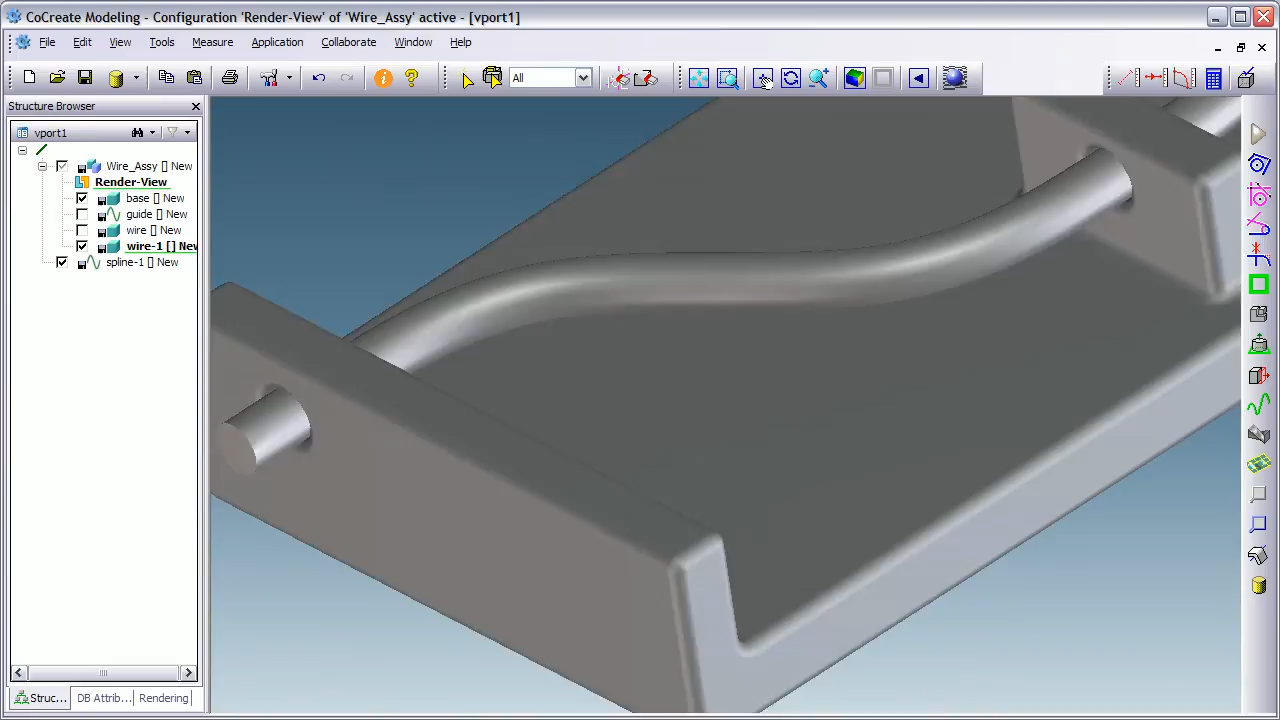 CoCreate Modeling - Configuration 'Render-View' of 'Wire_Assy' active - [vport1]
File Edit View Tools Measure Application Collaborate Window Help
All
Structure Browser
vport1
Wire_Assy [] New
Render-View
base [] New
guide [] New
wire [] New
wire-1 [] New
spline-1 [] New
Struc... DB Attrib... Rendering